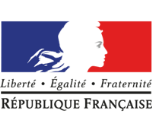 Liberté • Égalité • Fraternité
RÉPUBLIQUE FRANÇAISE